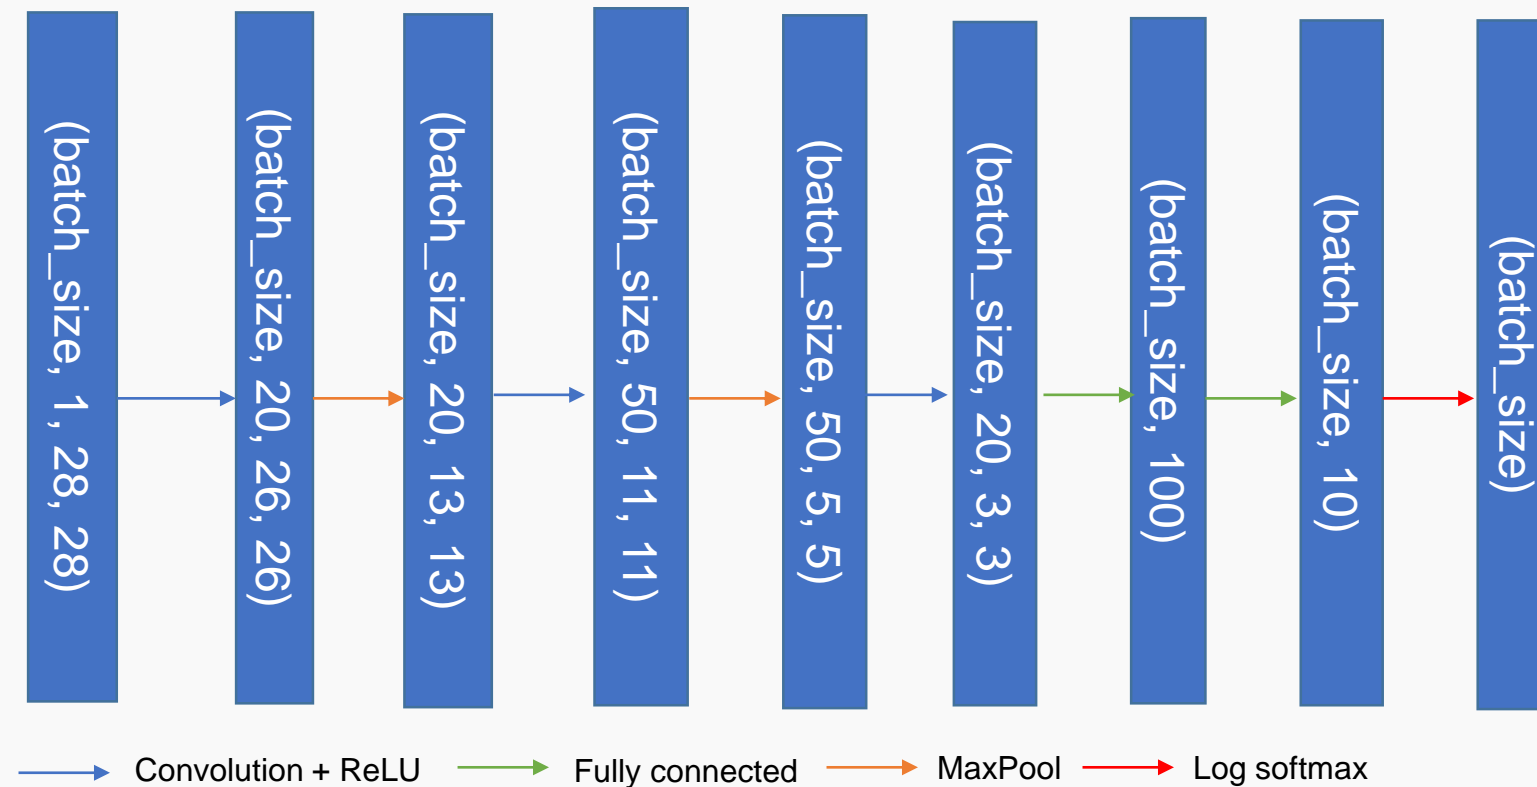 (batch_size, 1, 28, 28)
(batch_size, 20, 26, 26)
(batch_size, 20, 13, 13)
(batch_size, 50, 11, 11)
(batch_size, 50, 5, 5)
(batch_size, 20, 3, 3)
(batch_size, 100)
(batch_size, 10)
(batch_size)
Convolution + ReLU
Fully connected
MaxPool
Log softmax